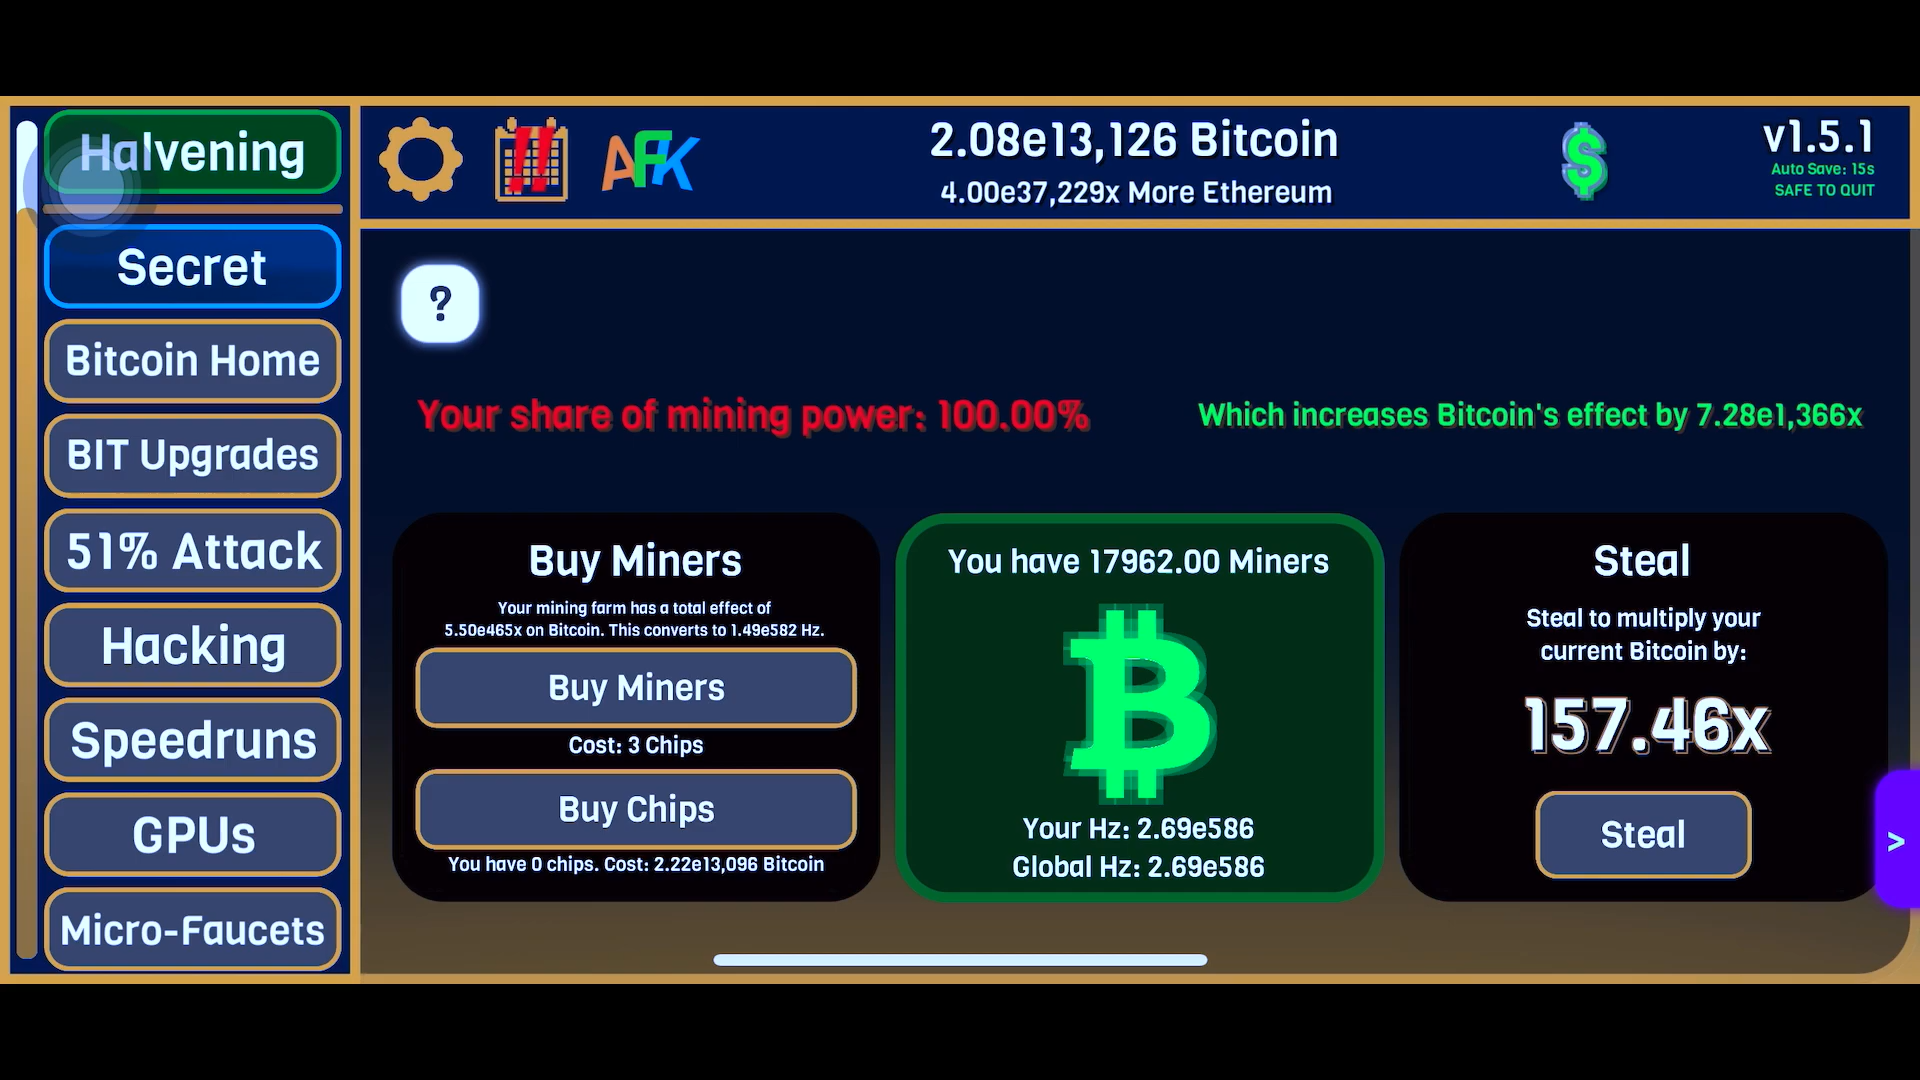 Halvening
Secret
Bitcoin Home
BIT Upgrades
51% Attack
Hacking
Speedruns
GPUs
Micro-Faucets
!!
AFK
2.08e13,126 Bitcoin
4.00e37,229x More Ethereum
$
v1.5.1
Auto Save: 15s
SAFE TO QUIT
?
Your share of mining power: 100.00%
Which increases Bitcoin's effect by 7.28e1,366x
Buy Miners
Your mining farm has a total effect of
5.50e465x on Bitcoin. This converts to 1.49e582 Hz.
Buy Miners
Cost: 3 Chips
Buy Chips
You have 0 chips. Cost: 2.22e13,096 Bitcoin
You have 17962.00 Miners
Your Hz: 2.69e586
Global Hz: 2.69e586
Steal
Steal to multiply your
current Bitcoin by:
157.46x
Steal
>